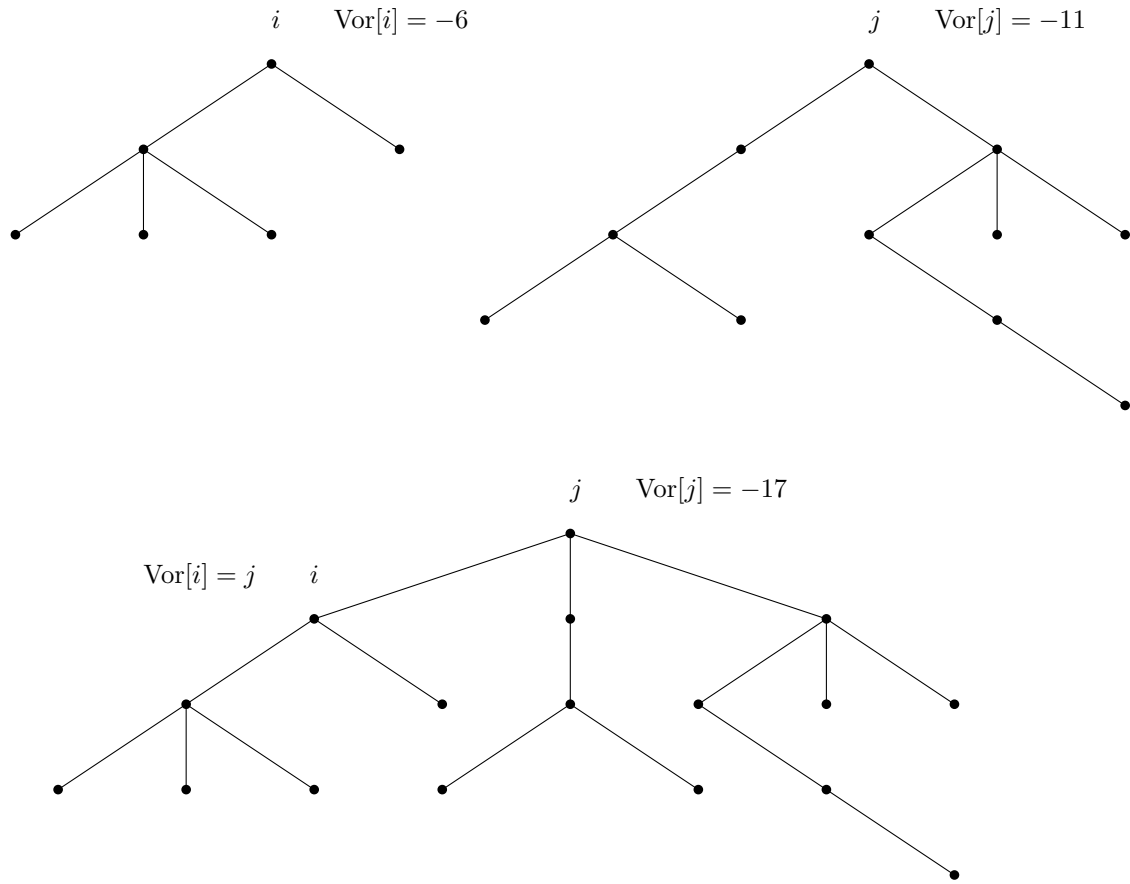 i Vor[i] = −6
j Vor[j] = −11
j Vor[j] = −17
Vor[i] = j i